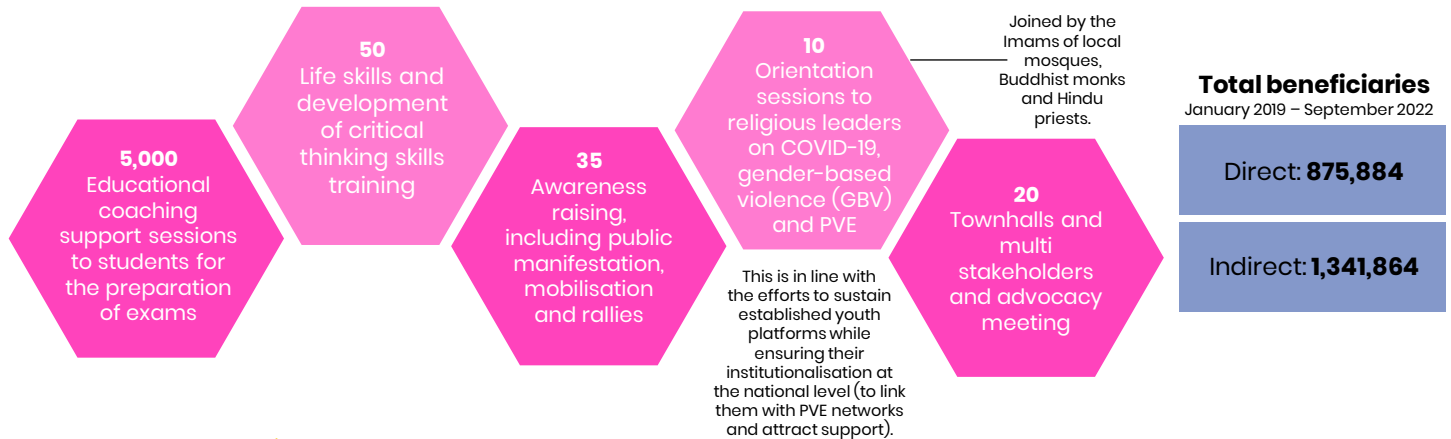 5,000
Educational
coaching
support sessions
to students for
the preparation
of exams
50
Life skills and
development
of critical
thinking skills
training
35
Awareness
raising,
including public
manifestation,
mobilisation
and rallies
10
Orientation
sessions to
religious leaders
on COVID-19,
gender-based
violence (GBV)
and PVE
Joined by the
Imams of local
mosques,
Buddhist monks
and Hindu
priests.
This is in line with
the efforts to sustain
established youth
platforms while
ensuring their
institutionalisation at
the national level (to link
them with PVE networks
and attract support).
20
Townhalls and
multi
stakeholders
and advocacy
meeting
Total beneficiaries
January 2019 – September 2022
Direct: 875,884
Indirect: 1,341,864